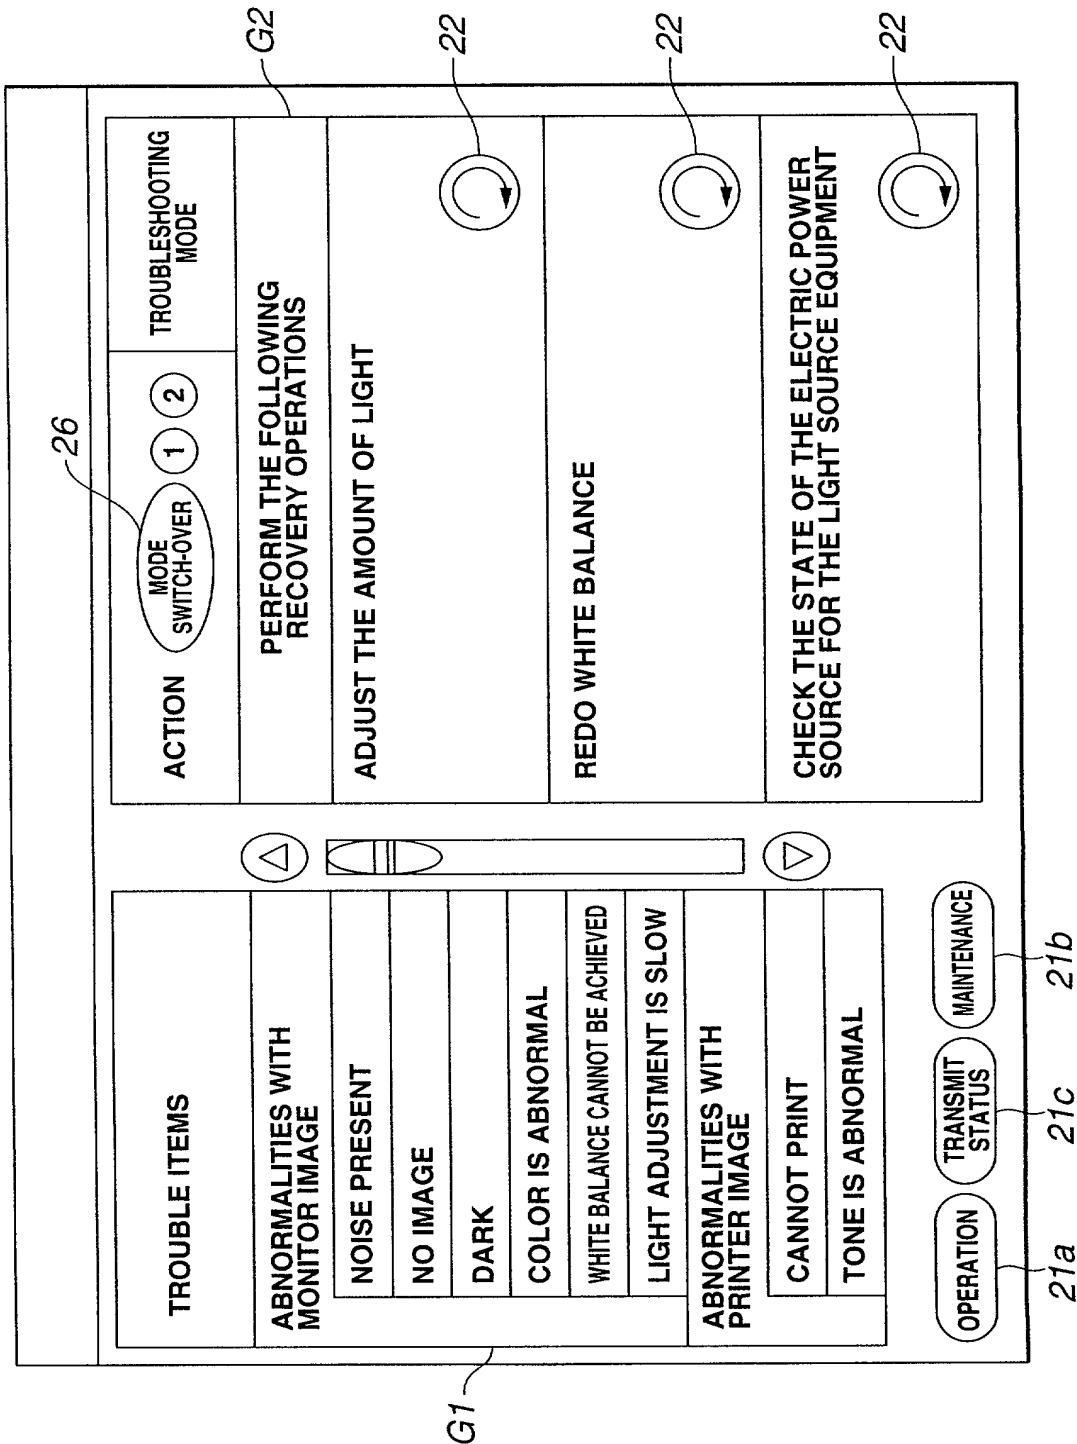 TROUBLE ITEMS
ABNORMALITIES WITH
MONITOR IMAGE
NOISE PRESENT
NO IMAGE
DARK
COLOR IS ABNORMAL
WHITE BALANCE CANNOT BE ACHIEVED
LIGHT ADJUSTMENT IS SLOW
ABNORMALITIES WITH
PRINTER IMAGE
CANNOT PRINT
TONE IS ABNORMAL
G1
26
ACTION
MODE
SWITCH-OVER
1
2
TROUBLESHOOTING
MODE
G2
PERFORM THE FOLLOWING
RECOVERY OPERATIONS
ADJUST THE AMOUNT OF LIGHT
22
REDO WHITE BALANCE
22
CHECK THE STATE OF THE ELECTRIC POWER
SOURCE FOR THE LIGHT SOURCE EQUIPMENT
22
OPERATION
TRANSMIT
STATUS
MAINTENANCE
21a
21c
21b